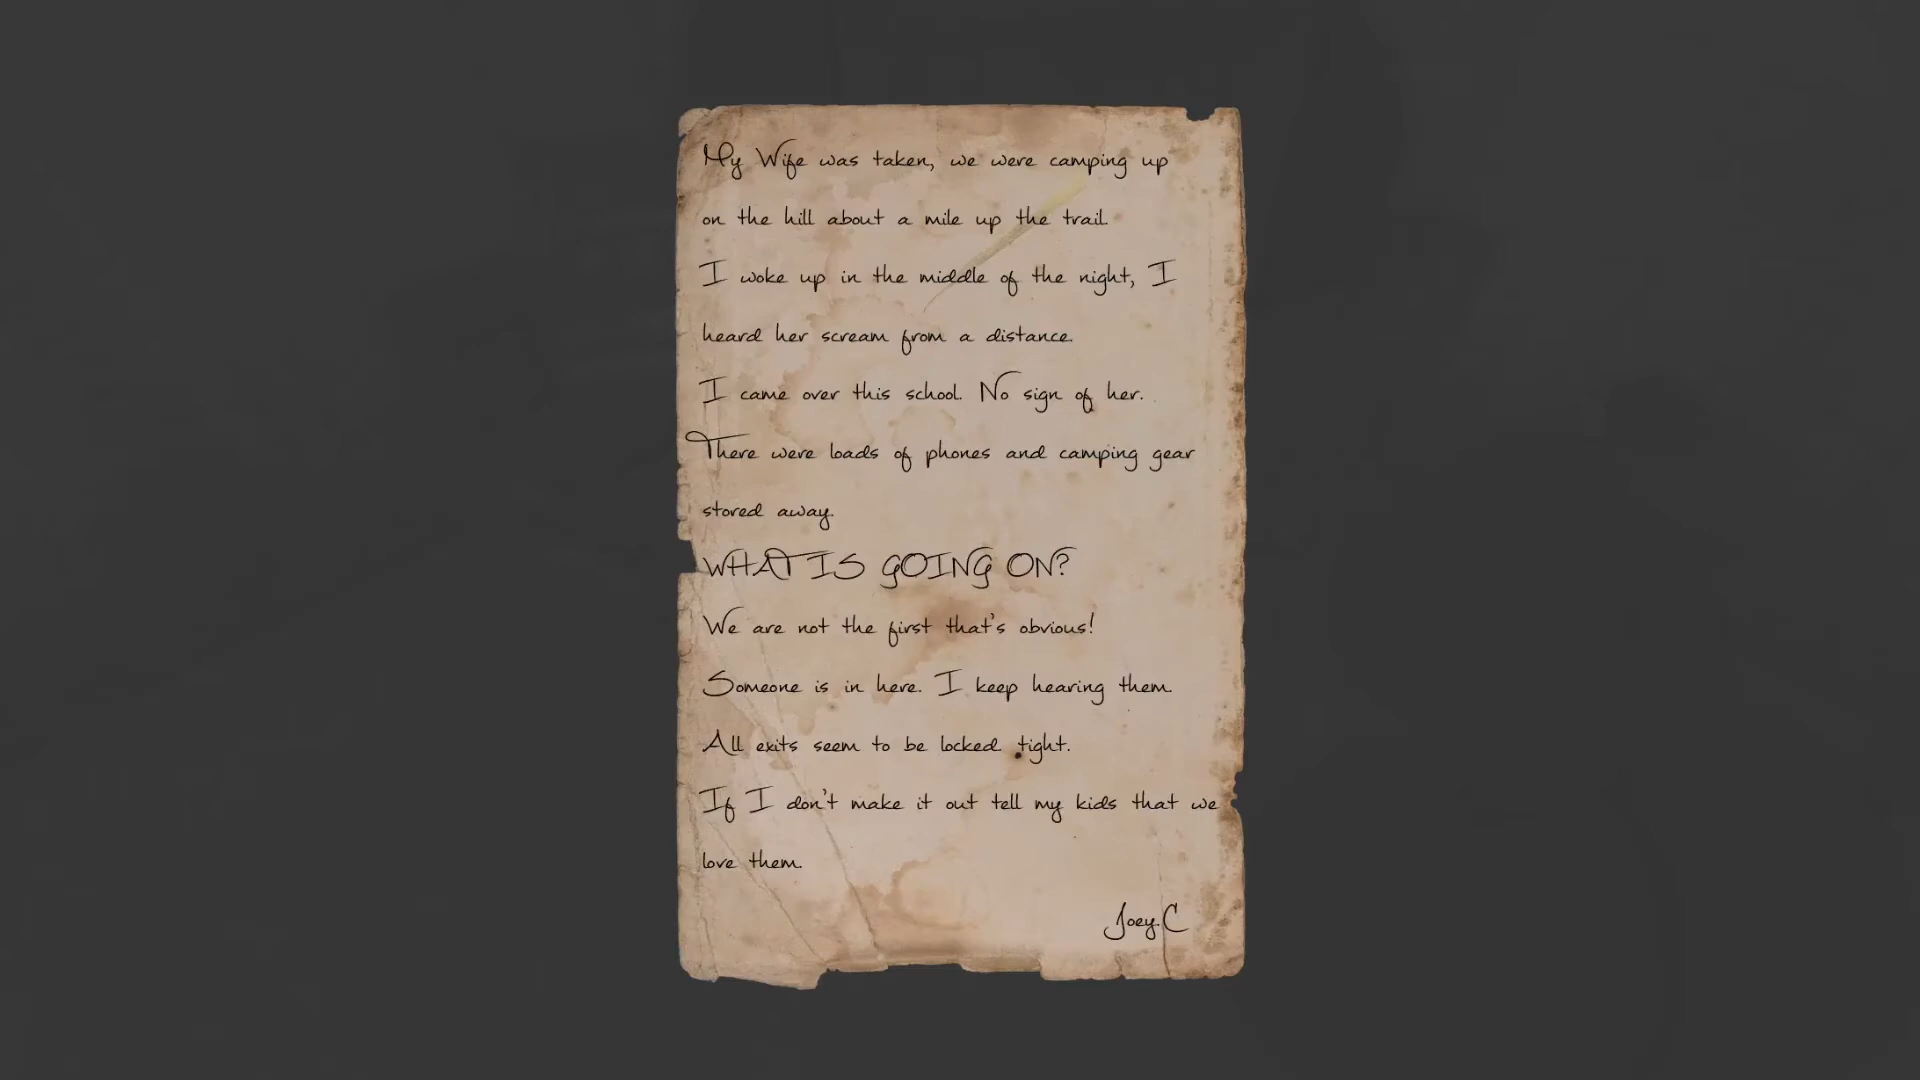 My Wife was taken, we were camping up
on the hill about a mile up the trail.
I woke up in the middle of the night, I
heard her scream from a distance.
I came over this school. No sign of her.
There were loads of phones and camping gear
stored away.
WHAT IS GOING ON?
We are not the first that's obvious!
Someone is in here. I keep hearing them.
All exits seem to be locked tight.
If I don't make it out tell my kids that we
love them.
Joey.C